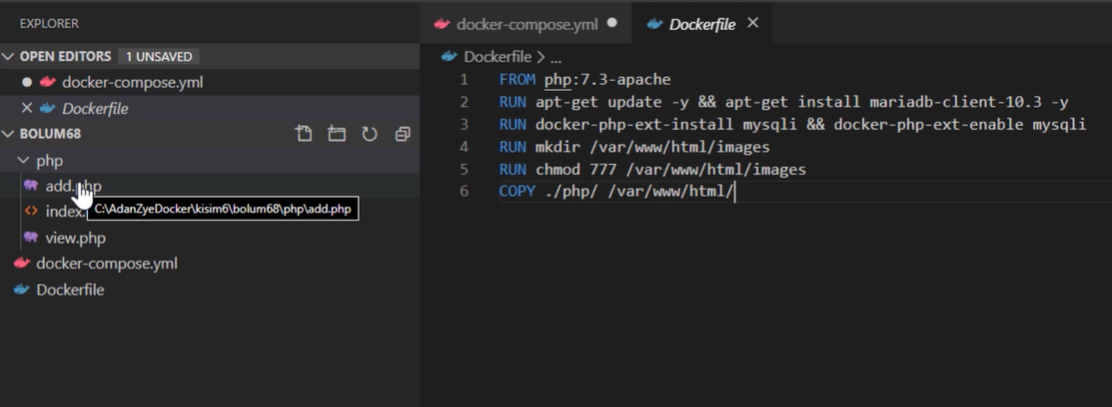 EXPLORER
OPEN EDITORS 1 UNSAVED
docker-compose.yml
Dockerfile
BOLUM68
php
add.php
index.
C:\AdanZyeDocker\kisim6\bolum68\php\add.php
view.php
docker-compose.yml
Dockerfile
docker-compose.yml
Dockerfile
Dockerfile > ...
1 FROM php:7.3-apache
2 RUN apt-get update -y && apt-get install mariadb-client-10.3 -y
3 RUN docker-php-ext-install mysqli && docker-php-ext-enable mysqli
4 RUN mkdir /var/www/html/images
5 RUN chmod 777 /var/www/html/images
6 COPY ./php/ /var/www/html/